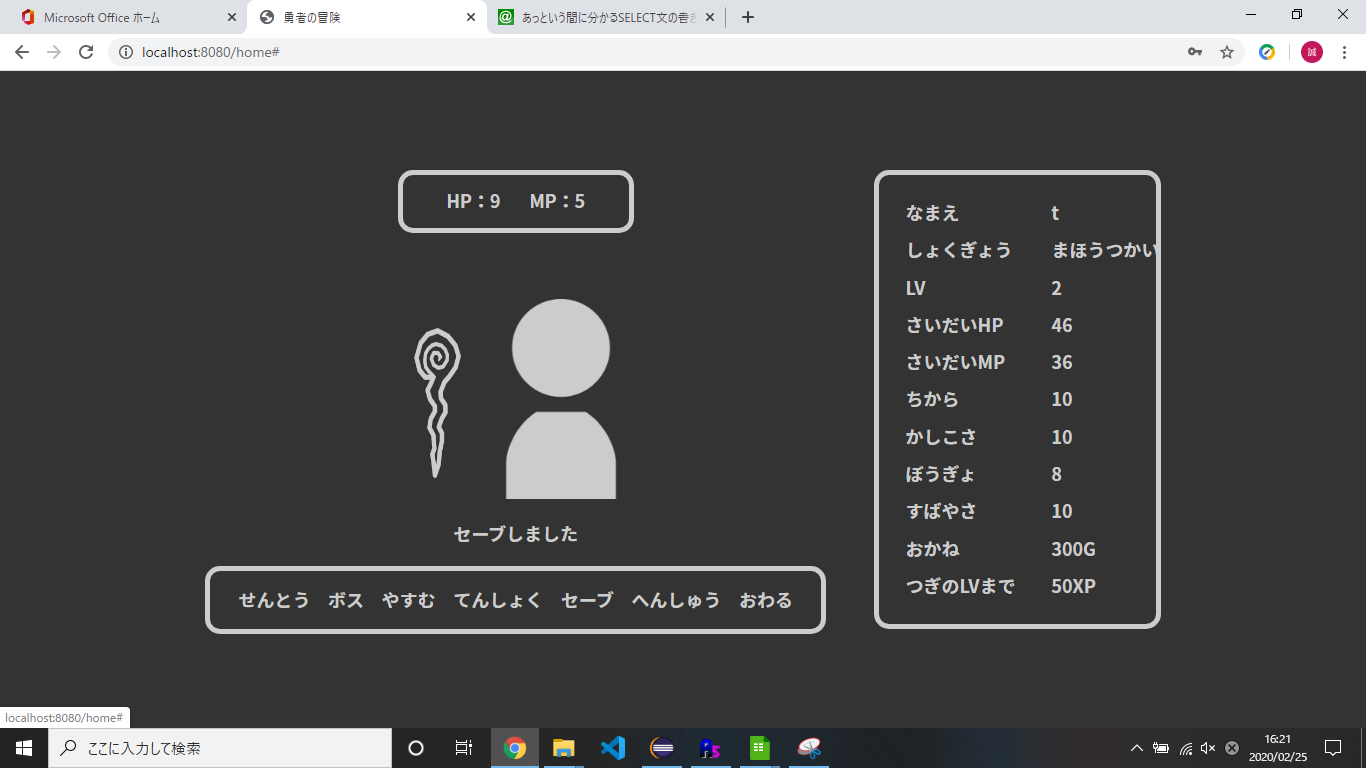 Microsoft Office ホーム
勇者の冒険
あっという間に分かるSELECT文の書き
localhost:8080/home#
誠
HP：9 MP：5
セーブしました
せんとう ボス やすむ てんしょく セーブ へんしゅう おわる
なまえ t
しょくぎょう まほうつかい
LV 2
さいだいHP 46
さいだいMP 36
ちから 10
かしこさ 10
ぼうぎょ 8
すばやさ 10
おかね 300G
つぎのLVまで 50XP
localhost:8080/home#
ここに入力して検索
16:21
2020/02/25